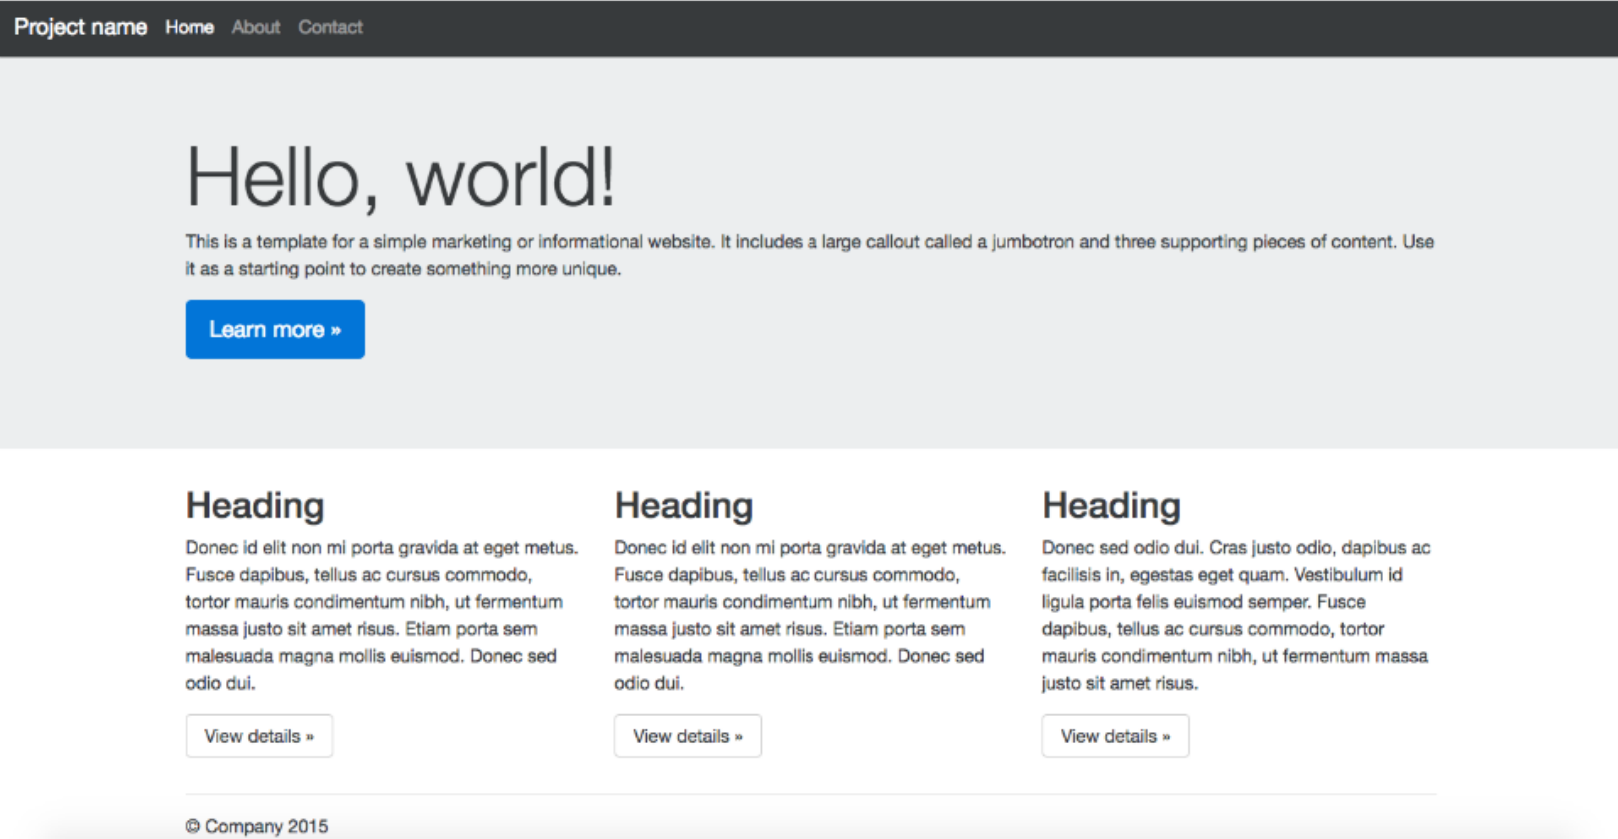 Project name Home About Contact
Hello, world!
This is a template for a simple marketing or informational website. It includes a large callout called a jumbotron and three supporting pieces of content. Use
it as a starting point to create something more unique.
Learn more »
Heading
Donec id elit non mi porta gravida at eget metus.
Fusce dapibus, tellus ac cursus commodo,
tortor mauris condimentum nibh, ut fermentum
massa justo sit amet risus. Etiam porta sem
malesuada magna mollis euismod. Donec sed
odio dui.
View details »
Heading
Donec id elit non mi porta gravida at eget metus.
Fusce dapibus, tellus ac cursus commodo,
tortor mauris condimentum nibh, ut fermentum
massa justo sit amet risus. Etiam porta sem
malesuada magna mollis euismod. Donec sed
odio dui.
View details »
Heading
Donec sed odio dui. Cras justo odio, dapibus ac
facilisis in, egestas eget quam. Vestibulum id
ligula porta felis euismod semper. Fusce
dapibus, tellus ac cursus commodo, tortor
mauris condimentum nibh, ut fermentum massa
justo sit amet risus.
View details »
© Company 2015